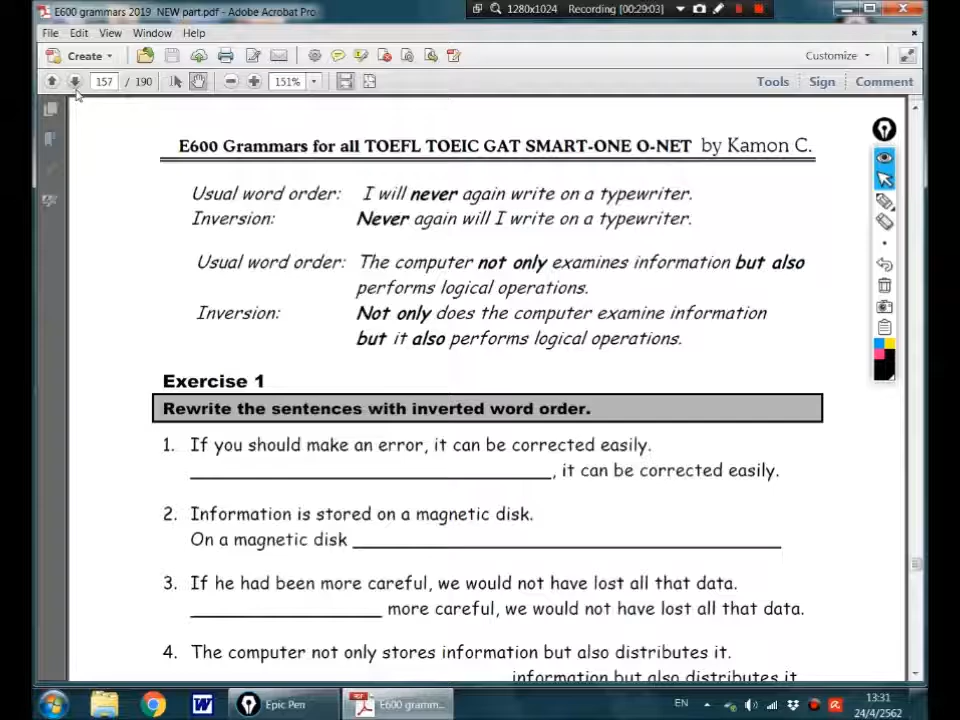 E600 grammars 2019 NEW part.pdf - Adobe Acrobat Pro
1280x1024 Recording [00:29:03]
File Edit View Window Help
Create Customize
157 / 190 151% Tools Sign Comment
E600 Grammars for all TOEFL TOEIC GAT SMART-ONE O-NET by Kamon C.
Usual word order: I will never again write on a typewriter.
Inversion: Never again will I write on a typewriter.
Usual word order: The computer not only examines information but also
performs logical operations.
Inversion: Not only does the computer examine information
but it also performs logical operations.
Exercise 1
Rewrite the sentences with inverted word order.
1. If you should make an error, it can be corrected easily.
, it can be corrected easily.
2. Information is stored on a magnetic disk.
On a magnetic disk
3. If he had been more careful, we would not have lost all that data.
more careful, we would not have lost all that data.
4. The computer not only stores information but also distributes it.
information but also distributes it
Epic Pen E600 gramm... EN 13:31
24/4/2562